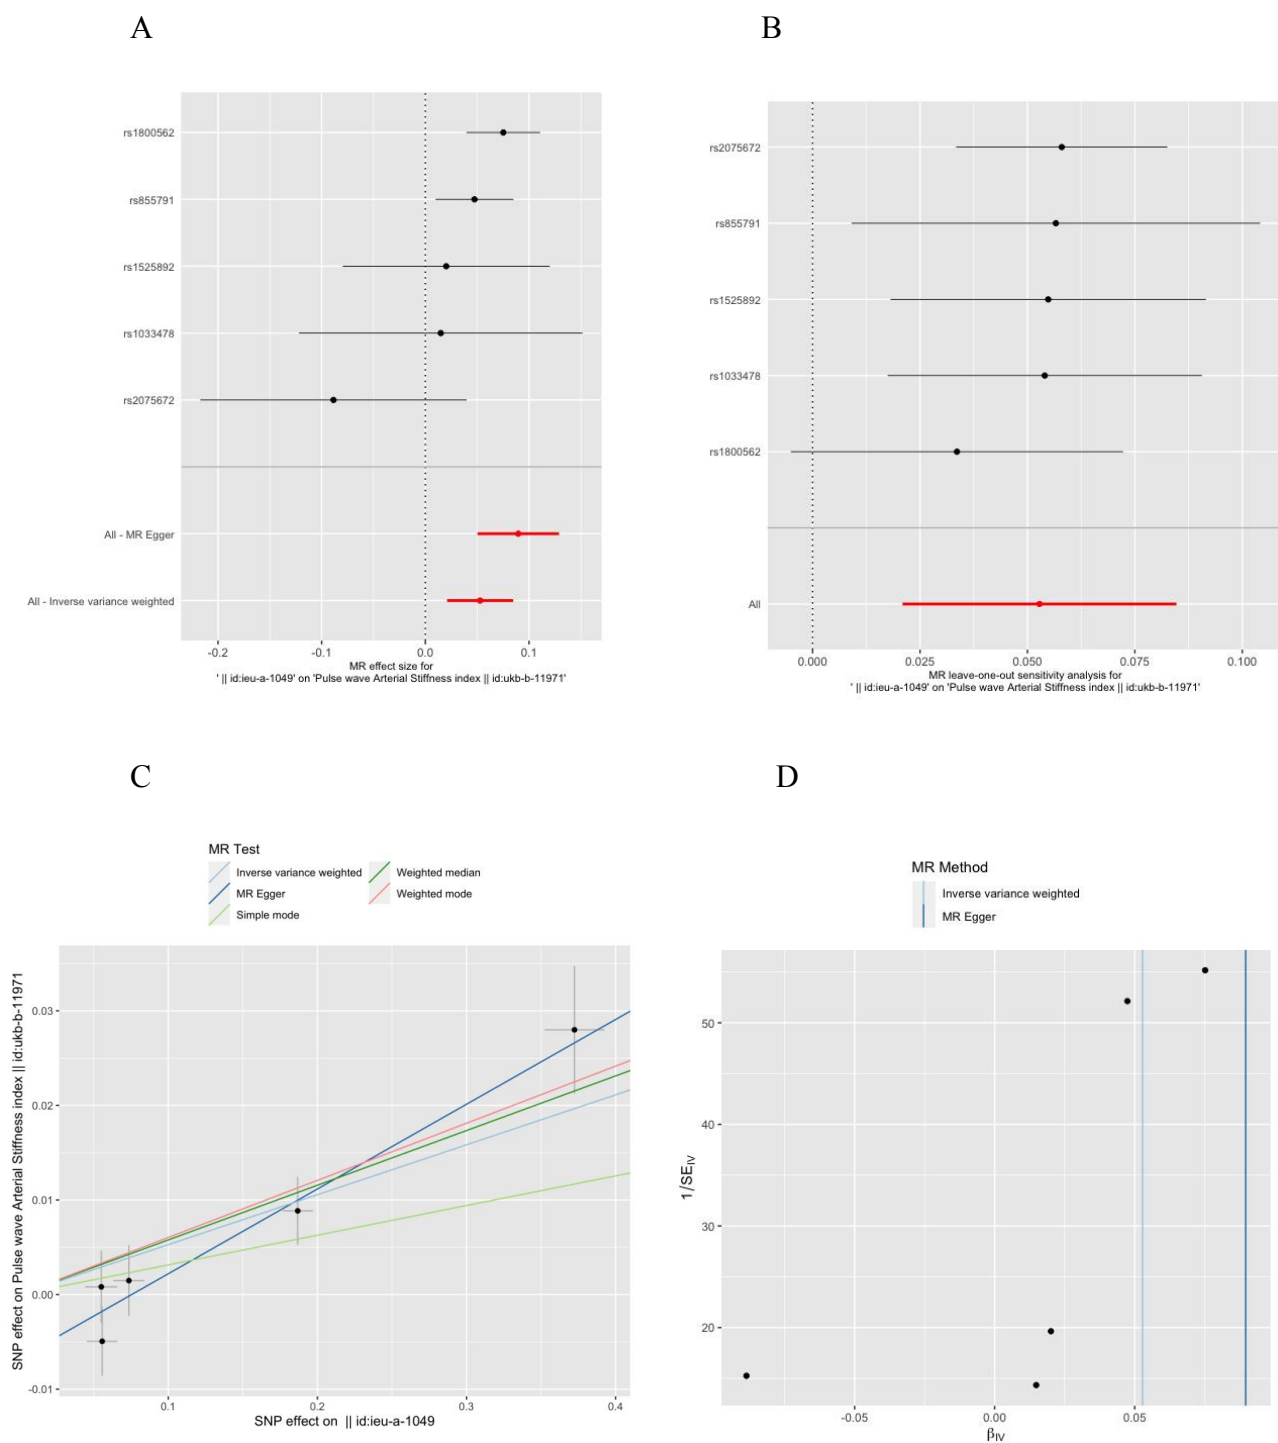 A
B
rs1800562
rs855791
rs1525892
rs1033478
rs2075672
All - MR Egger
All - Inverse variance weighted
-0.2
-0.1
0.0
0.1
MR effect size for
' || id:ieu-a-1049' on 'Pulse wave Arterial Stiffness index || id:ukb-b-11971'
rs2075672
rs855791
rs1525892
rs1033478
rs1800562
All
0.000
0.025
0.050
0.075
0.100
MR leave-one-out sensitivity analysis for
' || id:ieu-a-1049' on 'Pulse wave Arterial Stiffness index || id:ukb-b-11971'
C
D
MR Test
Inverse variance weighted
MR Egger
Simple mode
Weighted median
Weighted mode
SNP effect on Pulse wave Arterial Stiffness index || id:ukb-b-11971
0.03
0.02
0.01
0.00
-0.01
0.1
0.2
0.3
0.4
SNP effect on || id:ieu-a-1049
MR Method
Inverse variance weighted
MR Egger
1/SE_IV
50
40
30
20
-0.05
0.00
0.05
β_IV